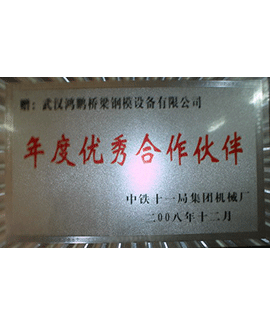 赠：武汉鸿鹏桥梁钢模设备有限公司
年度优秀合作伙伴
中铁十一局集团机械厂
二00八年十二月